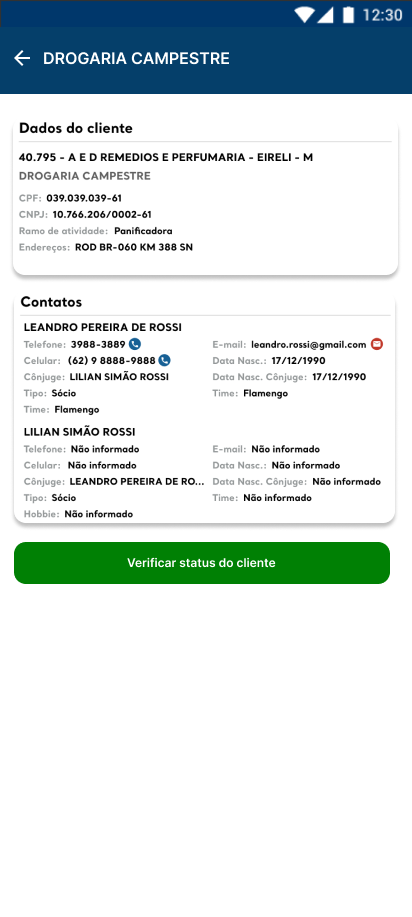 12:30
DROGARIA CAMPESTRE
Dados do cliente
40.795 - A E D REMEDIOS E PERFUMARIA - EIRELI - M
DROGARIA CAMPESTRE
CPF: 039.039.039-61
CNPJ: 10.766.206/0002-61
Ramo de atividade: Panificadora
Endereços: ROD BR-060 KM 388 SN
Contatos
LEANDRO PEREIRA DE ROSSI
Telefone: 3988-3889 E-mail: leandro.rossi@gmail.com
Celular: (62) 9 8888-9888 Data Nasc.: 17/12/1990
Cônjuge: LILIAN SIMÃO ROSSI Data Nasc. Cônjuge: 17/12/1990
Tipo: Sócio Time: Flamengo
Time: Flamengo
LILIAN SIMÃO ROSSI
Telefone: Não informado E-mail: Não informado
Celular: Não informado Data Nasc.: Não informado
Cônjuge: LEANDRO PEREIRA DE RO... Data Nasc. Cônjuge: Não informado
Tipo: Sócio Time: Não informado
Hobbie: Não informado
Verificar status do cliente